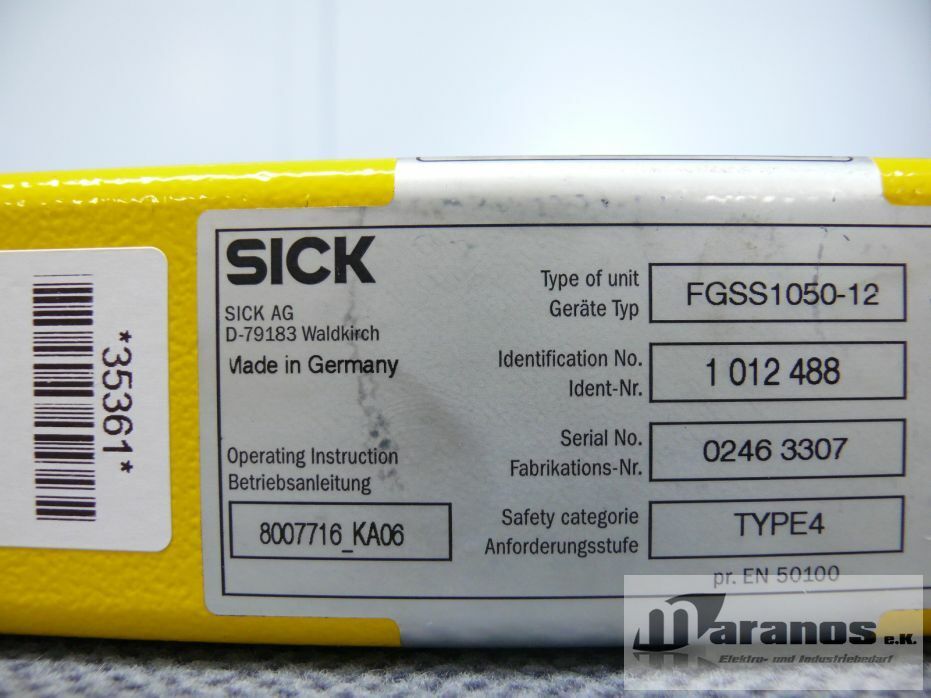 *35361*
SICK
SICK AG
D-79183 Waldkirch
Made in Germany
Operating Instruction
Betriebsanleitung
8007716_KA06
Type of unit
Geräte Typ
FGSS1050-12
Identification No.
Ident-Nr.
1 012 488
Serial No.
Fabrikations-Nr.
0246 3307
Safety categorie
Anforderungsstufe
TYPE4
pr. EN 50100
Maranos e.K.
Elektro- und Industriebedarf